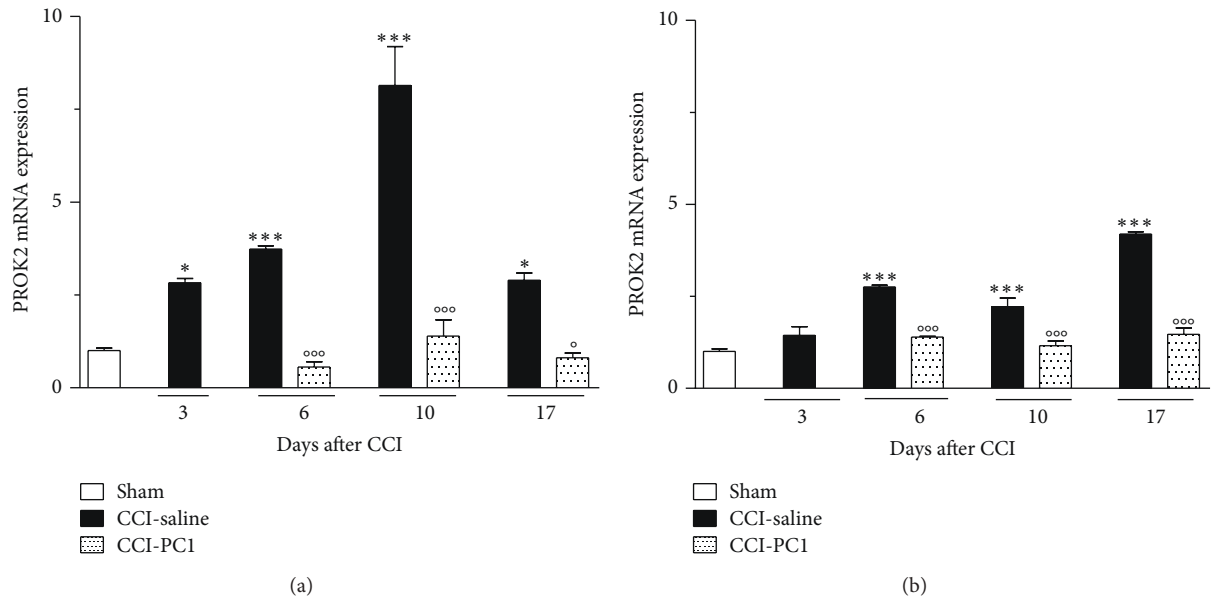 10
5
0
PROK2 mRNA expression
*
***
°°°
***
°°°
*
°
3 6 10 17
Days after CCI
Sham
CCI-saline
CCI-PC1
(a)
10
5
0
PROK2 mRNA expression
***
°°°
***
°°°
***
°°°
3 6 10 17
Days after CCI
Sham
CCI-saline
CCI-PC1
(b)